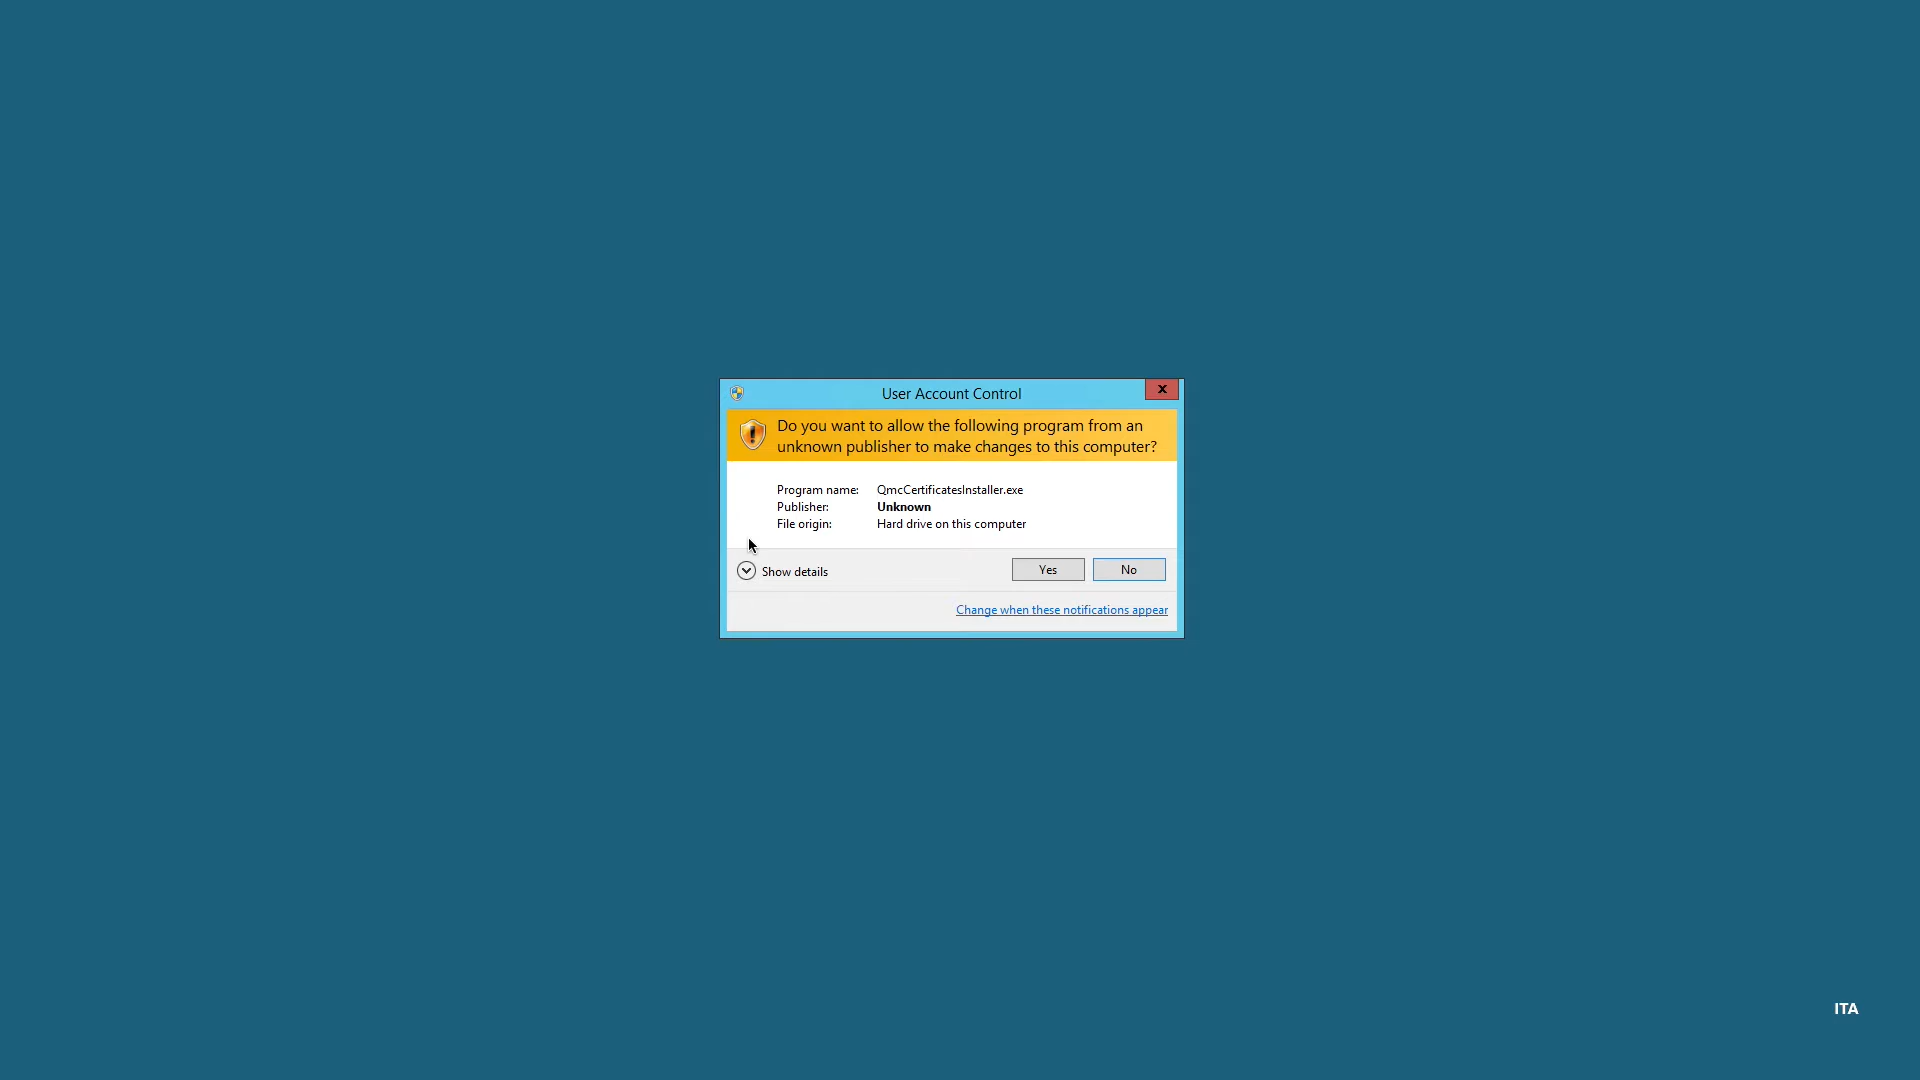 User Account Control
x
Do you want to allow the following program from an
unknown publisher to make changes to this computer?
Program name: QmcCertificatesInstaller.exe
Publisher: Unknown
File origin: Hard drive on this computer
Show details
Yes
No
Change when these notifications appear
ITA